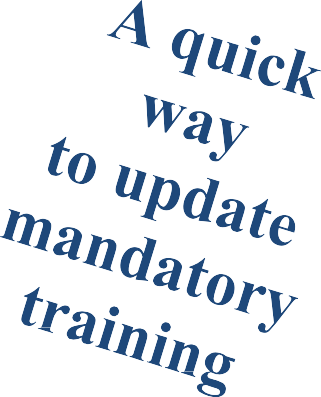 A quick
way
to update
mandatory
training